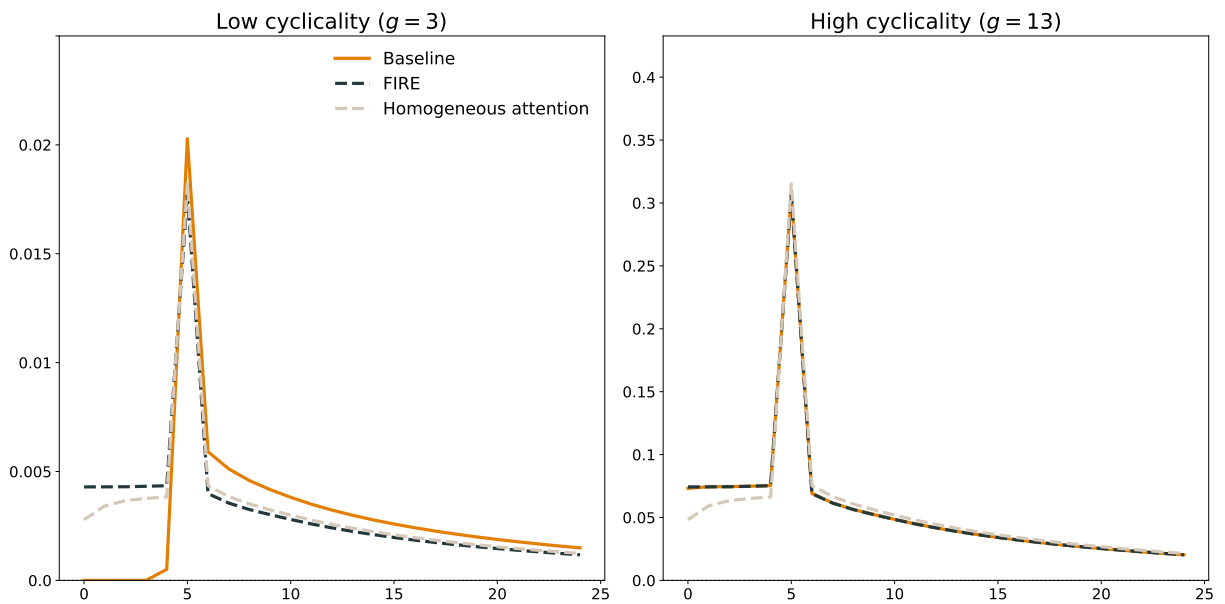 Low cyclicality (g = 3)
Baseline
FIRE
Homogeneous attention
0.02
0.015
0.01
0.005
0.0
0 5 10 15 20 25
High cyclicality (g = 13)
0.4
0.35
0.3
0.25
0.2
0.15
0.1
0.05
0.0
0 5 10 15 20 25